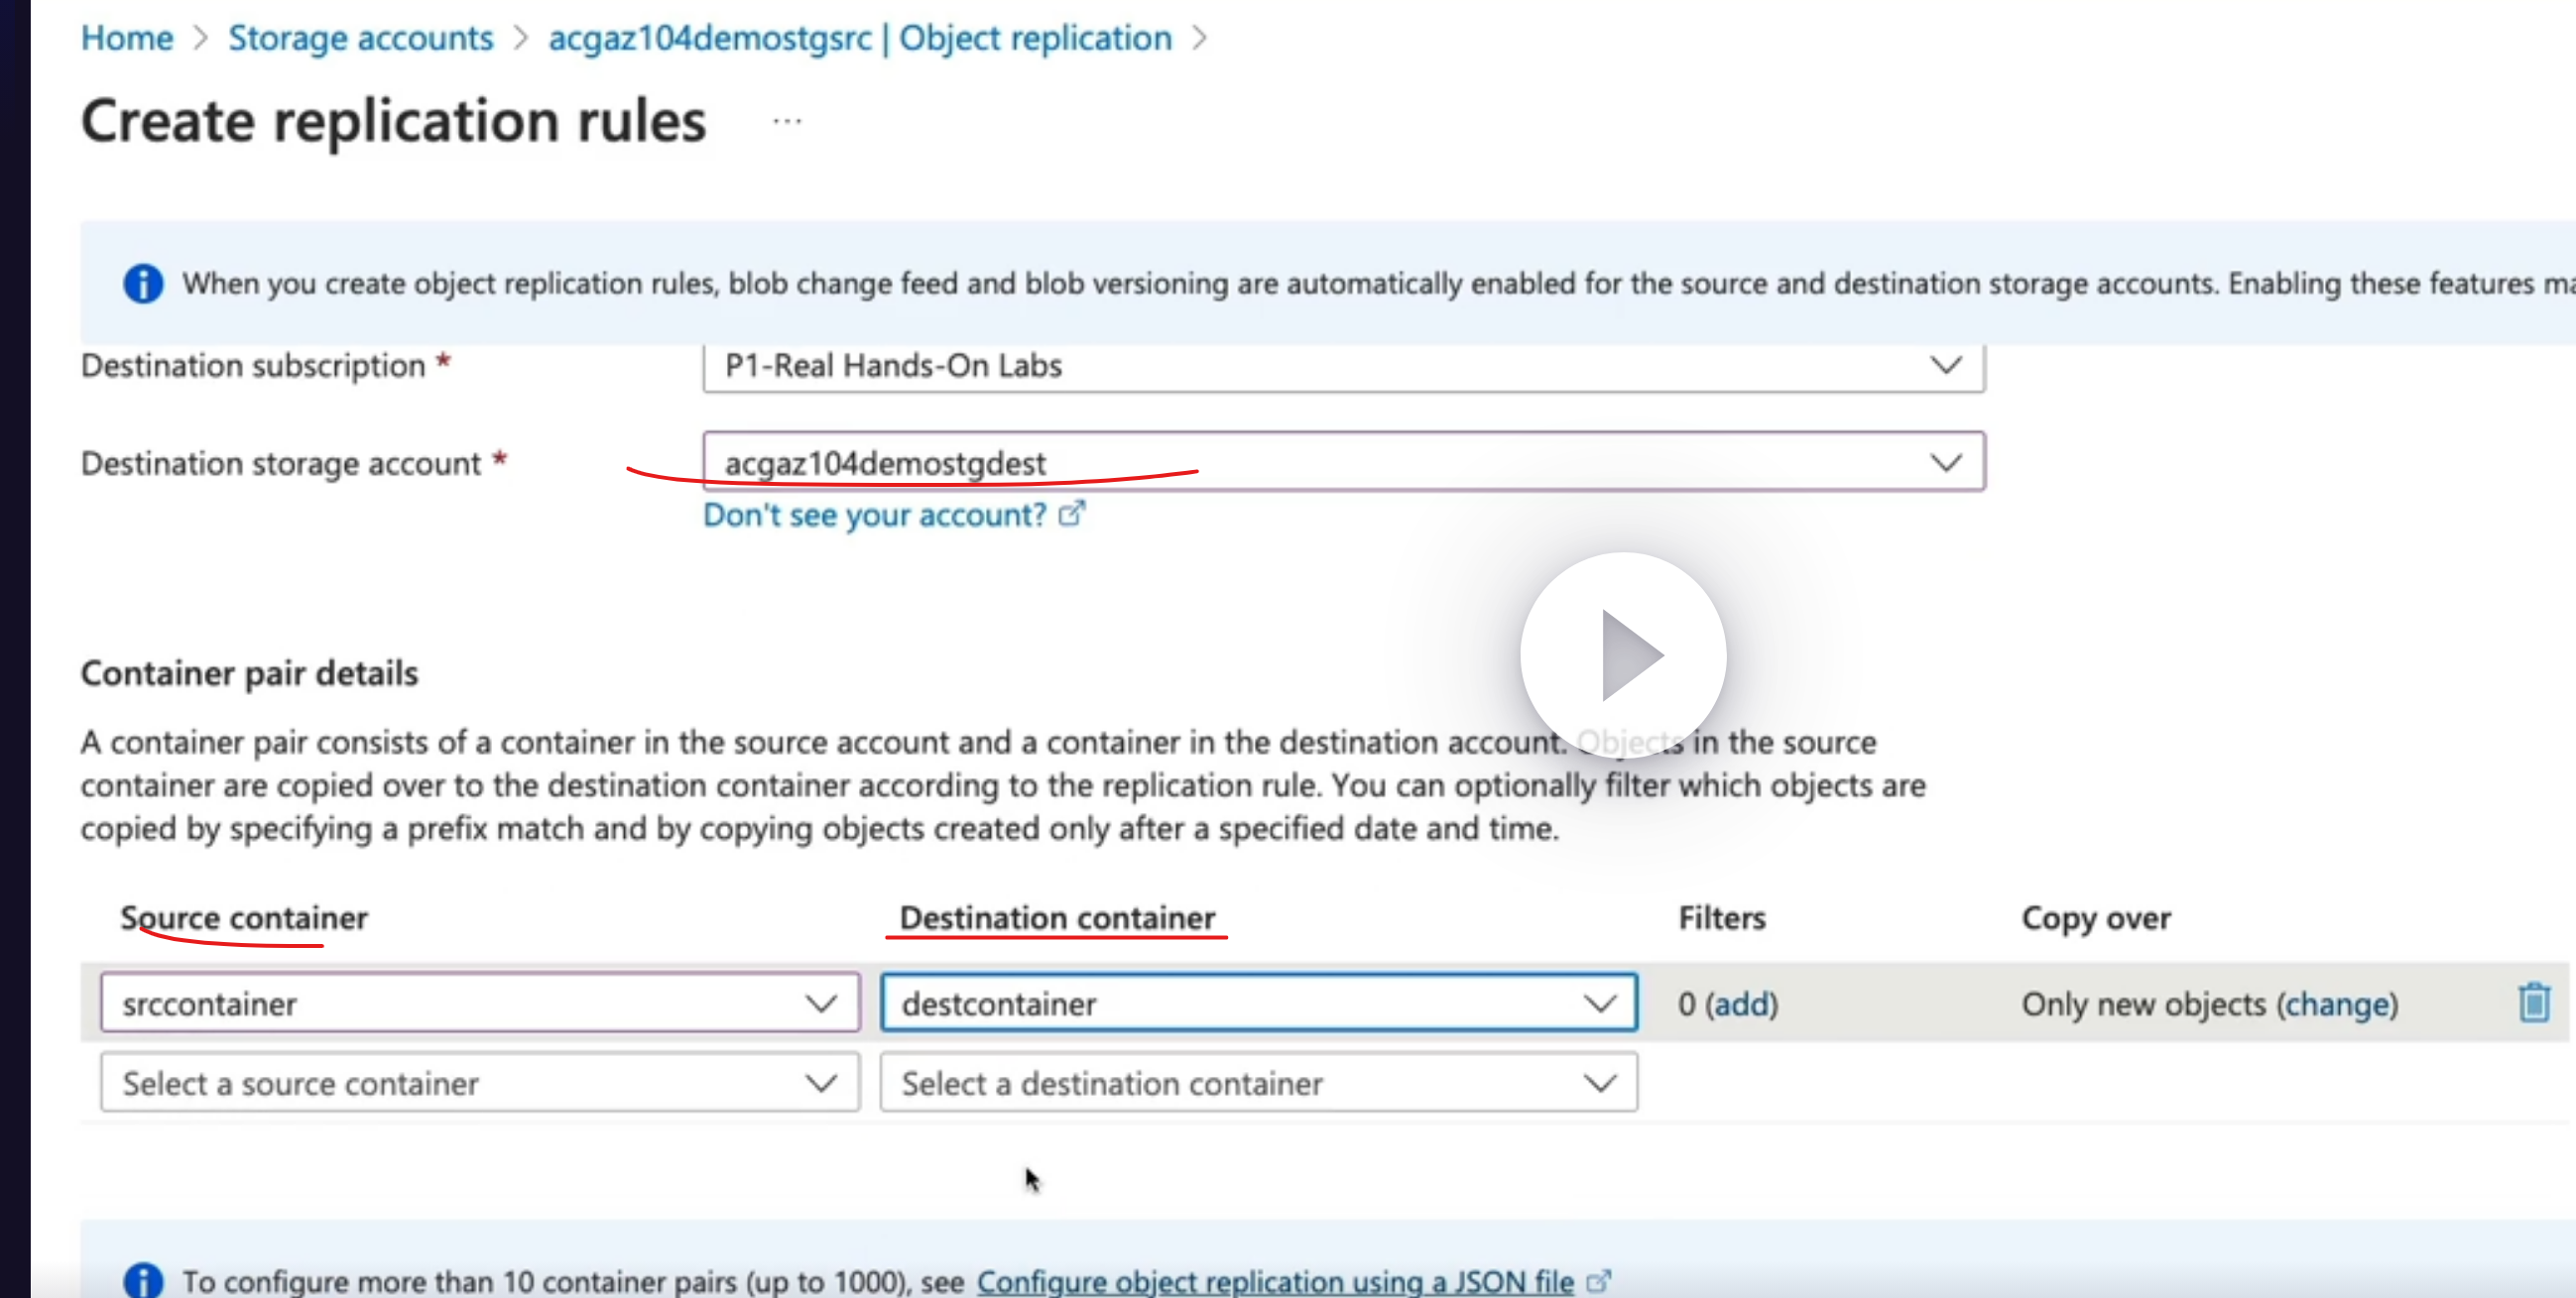 Home > Storage accounts > acgaz104demostgsrc | Object replication >
Create replication rules ...
When you create object replication rules, blob change feed and blob versioning are automatically enabled for the source and destination storage accounts. Enabling these features
Destination subscription * P1-Real Hands-On Labs
Destination storage account * acgaz104demostgdest
Don't see your account?
Container pair details
A container pair consists of a container in the source account and a container in the destination account. Objects in the source
container are copied over to the destination container according to the replication rule. You can optionally filter which objects are
copied by specifying a prefix match and by copying objects created only after a specified date and time.
Source container Destination container Filters Copy over
srccontainer destcontainer 0 (add) Only new objects (change)
Select a source container Select a destination container
To configure more than 10 container pairs (up to 1000), see Configure object replication using a JSON file